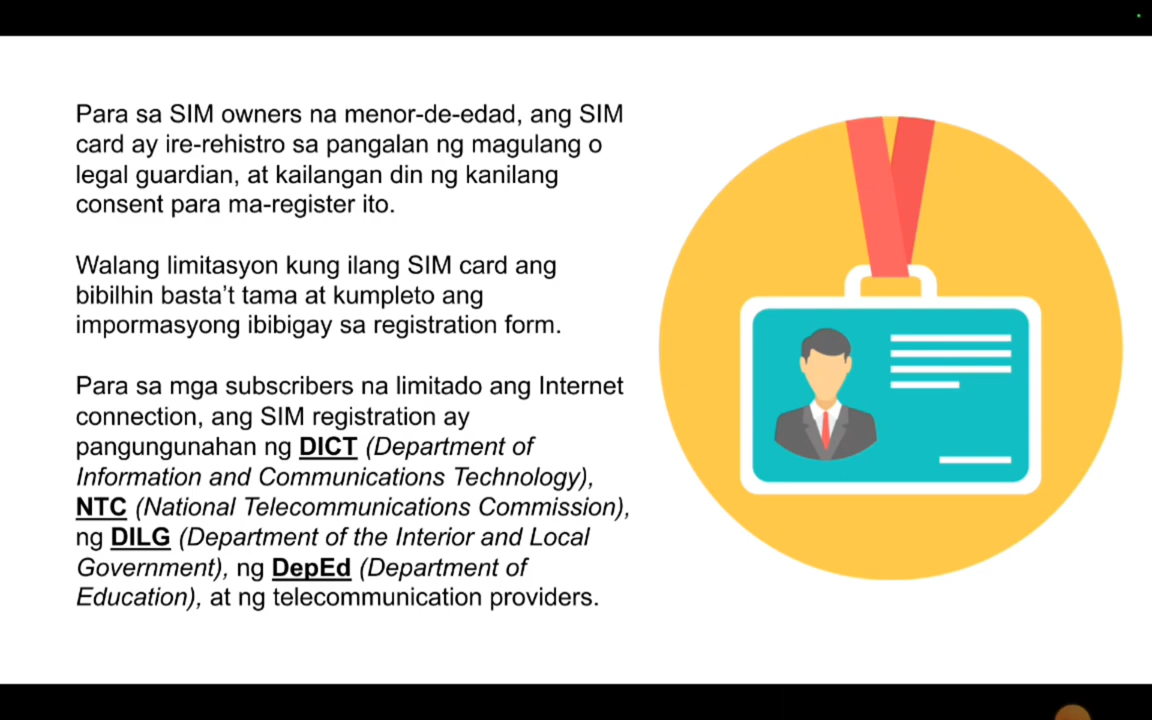 Para sa SIM owners na menor-de-edad, ang SIM
card ay ire-rehistro sa pangalan ng magulang o
legal guardian, at kailangan din ng kanilang
consent para ma-register ito.
Walang limitasyon kung ilang SIM card ang
bibilhin basta’t tama at kumpleto ang
impormasyong ibibigay sa registration form.
Para sa mga subscribers na limitado ang Internet
connection, ang SIM registration ay
pangungunahan ng DICT (Department of
Information and Communications Technology),
NTC (National Telecommunications Commission),
ng DILG (Department of the Interior and Local
Government), ng DepEd (Department of
Education), at ng telecommunication providers.